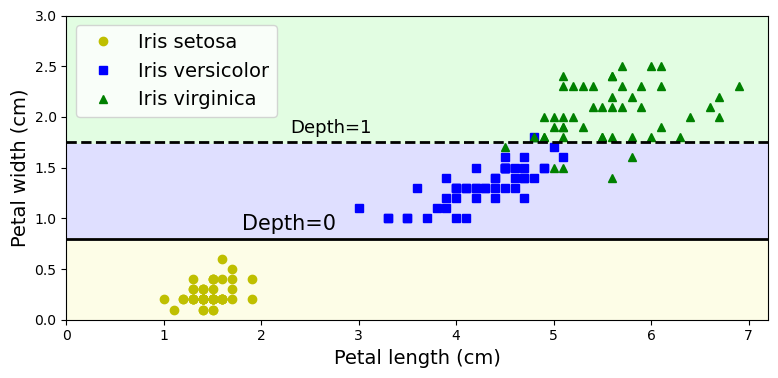 3.0
2.5
2.0
1.5
1.0
0.5
0.0
Petal width (cm)
Iris setosa
Iris versicolor
Iris virginica
Depth=1
Depth=0
0 1 2 3 4 5 6 7
Petal length (cm)